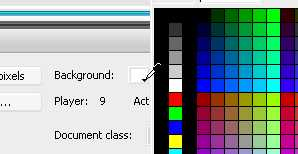 pixels Background:
... Player: 9 Act
Document class: